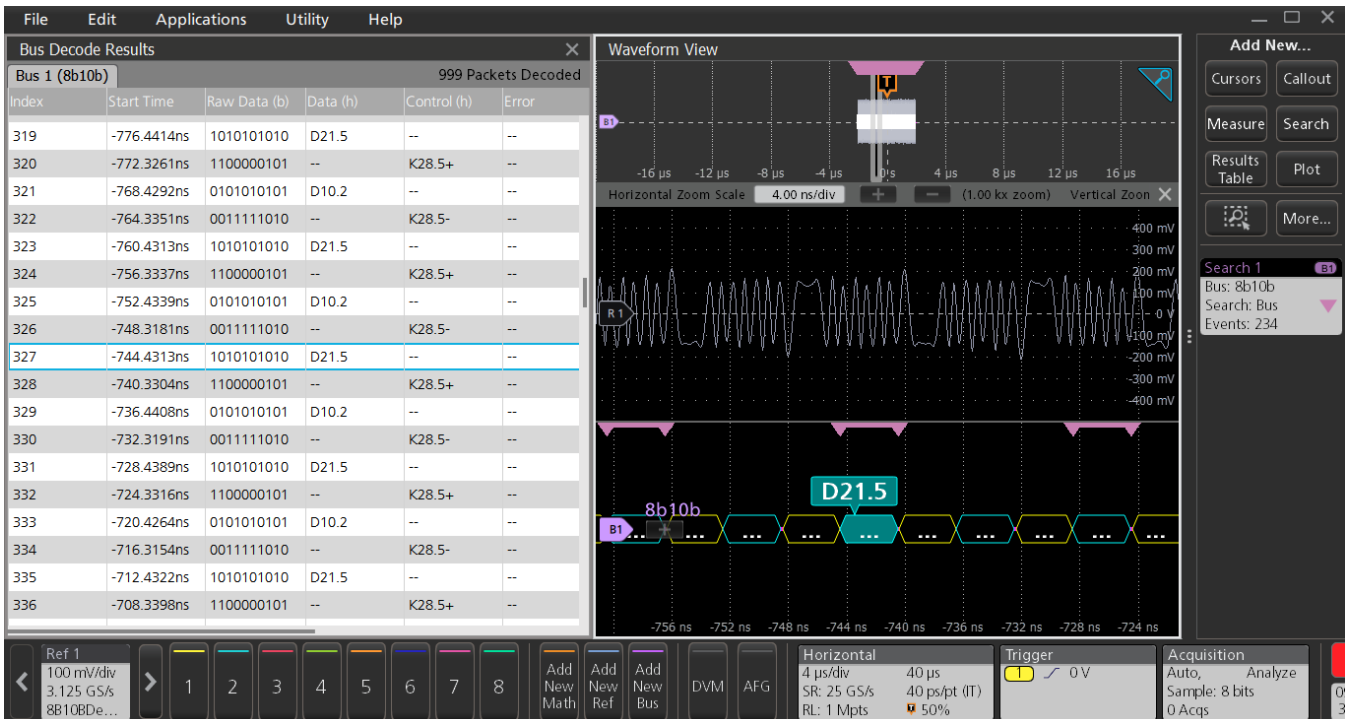 File Edit Applications Utility Help
Bus Decode Results
Bus 1 (8b10b) 999 Packets Decoded
Index Start Time Raw Data (b) Data (h) Control (h) Error
319 -776.4414ns 1010101010 D21.5 -- --
320 -772.3261ns 1100000101 -- K28.5+ --
321 -768.4292ns 0101010101 D10.2 -- --
322 -764.3351ns 0011111010 -- K28.5- --
323 -760.4313ns 1010101010 D21.5 -- --
324 -756.3337ns 1100000101 -- K28.5+ --
325 -752.4339ns 0101010101 D10.2 -- --
326 -748.3181ns 0011111010 -- K28.5- --
327 -744.4313ns 1010101010 D21.5 -- --
328 -740.3304ns 1100000101 -- K28.5+ --
329 -736.4408ns 0101010101 D10.2 -- --
330 -732.3191ns 0011111010 -- K28.5- --
331 -728.4389ns 1010101010 D21.5 -- --
332 -724.3316ns 1100000101 -- K28.5+ --
333 -720.4264ns 0101010101 D10.2 -- --
334 -716.3154ns 0011111010 -- K28.5- --
335 -712.4322ns 1010101010 D21.5 -- --
336 -708.3398ns 1100000101 -- K28.5+ --
Waveform View
T
B1
-16 µs -12 µs -8 µs -4 µs 0 s 4 µs 8 µs 12 µs 16 µs
Horizontal Zoom Scale 4.00 ns/div + − (1.00 kx zoom) Vertical Zoon
400 mV
300 mV
200 mV
100 mV
R 1
0 V
-100 mV
-200 mV
-300 mV
-400 mV
D21.5
8b10b
B1 + ... ... ... ... ... ... ... ... ... ...
-756 ns -752 ns -748 ns -744 ns -740 ns -736 ns -732 ns -728 ns -724 ns
Add New...
Cursors Callout
Measure Search
Results Table Plot
More...
Search 1 B1
Bus: 8b10b
Search: Bus
Events: 234
Ref 1
100 mV/div
3.125 GS/s
8B10BDe...
1 2 3 4 5 6 7 8
Add New Math
Add New Ref
Add New Bus
DVM AFG
Horizontal
4 µs/div 40 µs
SR: 25 GS/s 40 ps/pt (IT)
RL: 1 Mpts 50%
Trigger
1 0 V
Acquisition
Auto, Analyze
Sample: 8 bits
0 Acqs